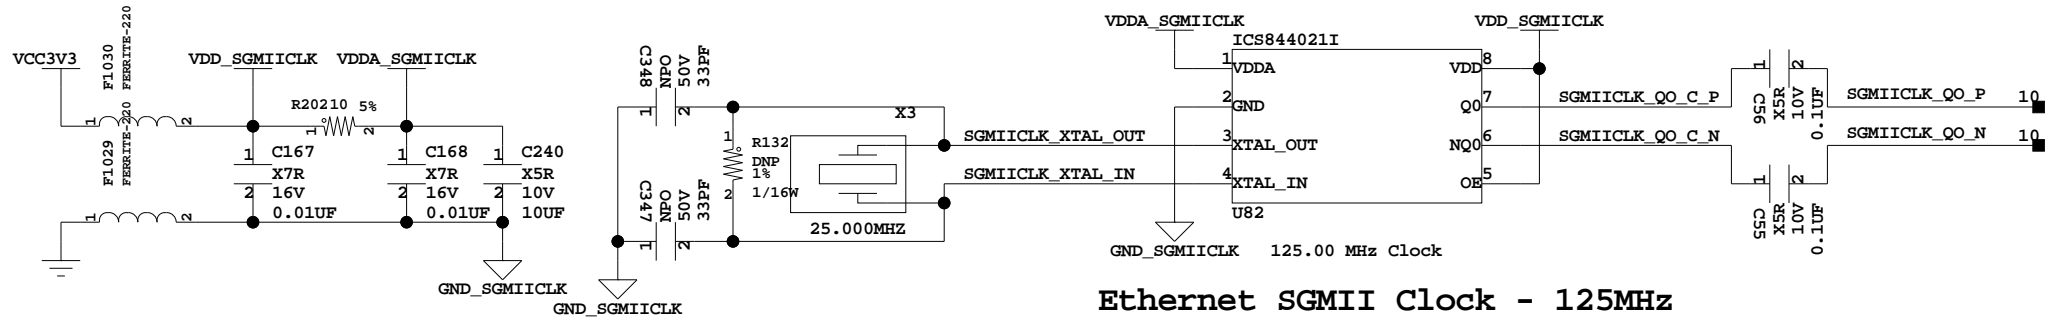 VCC3V3
F1030
FERRITE-220
1
2
F1029
FERRITE-220
1
2
VDD_SGMIICLK
VDDA_SGMIICLK
R20210 5%
1
2
1
C167
X7R
2
16V
0.01UF
1
C168
X7R
2
16V
0.01UF
1
C240
X5R
2
10V
10UF
GND_SGMIICLK
C348
NPO
50V
33PF
1
2
C347
NPO
50V
33PF
1
2
GND_SGMIICLK
1
R132
DNP
1%
2
1/16W
X3
25.000MHZ
SGMIICLK_XTAL_OUT
SGMIICLK_XTAL_IN
VDDA_SGMIICLK
VDD_SGMIICLK
ICS844021I
1
VDDA
2
GND
3
XTAL_OUT
4
XTAL_IN
VDD
8
Q0
7
NQ0
6
OE
5
U82
GND_SGMIICLK
125.00 MHz Clock
SGMIICLK_QO_C_P
SGMIICLK_QO_C_N
1
2
C56
X5R
10V
0.1UF
1
2
C55
X5R
10V
0.1UF
SGMIICLK_QO_P
10
SGMIICLK_QO_N
10
Ethernet SGMII Clock - 125MHz